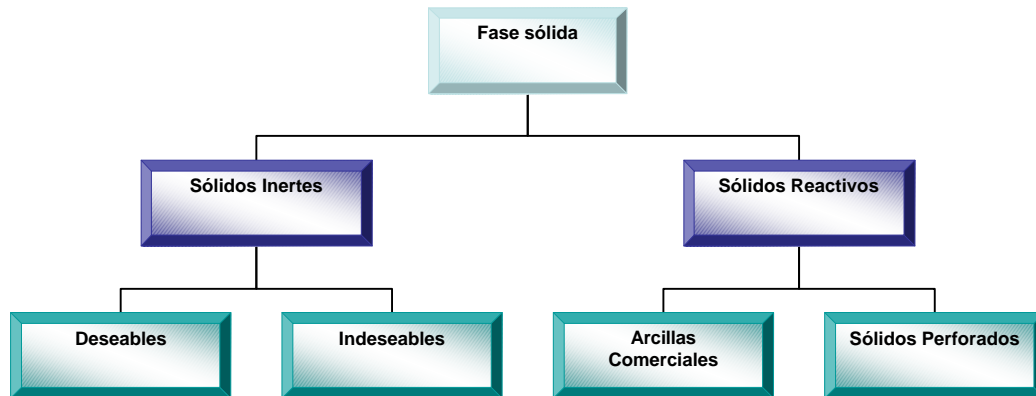 Fase sólida
Sólidos Inertes
Sólidos Reactivos
Deseables
Indeseables
Arcillas
Comerciales
Sólidos Perforados